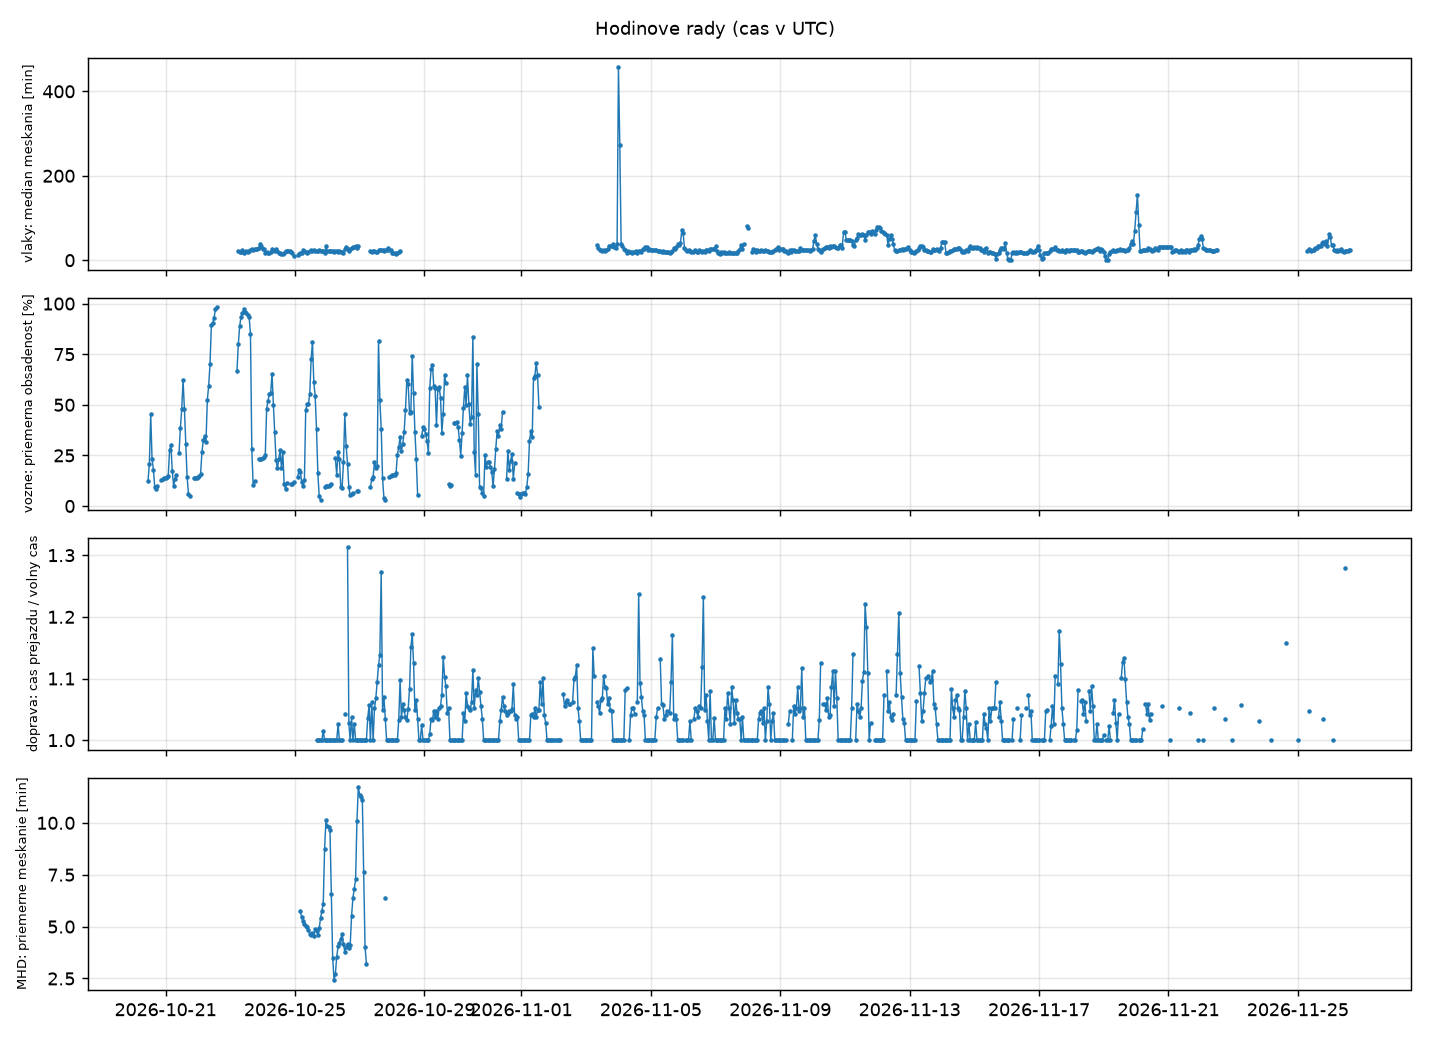 Hodinove rady (cas v UTC)
vlaky: median meskania [min]
400
200
0
vozne: priemerna obsadenost [%]
100
75
50
25
0
doprava: cas prejazdu / volny cas
1.3
1.2
1.1
1.0
MHD: priemerne meskanie [min]
10.0
7.5
5.0
2.5
2026-10-21 2026-10-25 2026-10-29 2026-11-01 2026-11-05 2026-11-09 2026-11-13 2026-11-17 2026-11-21 2026-11-25